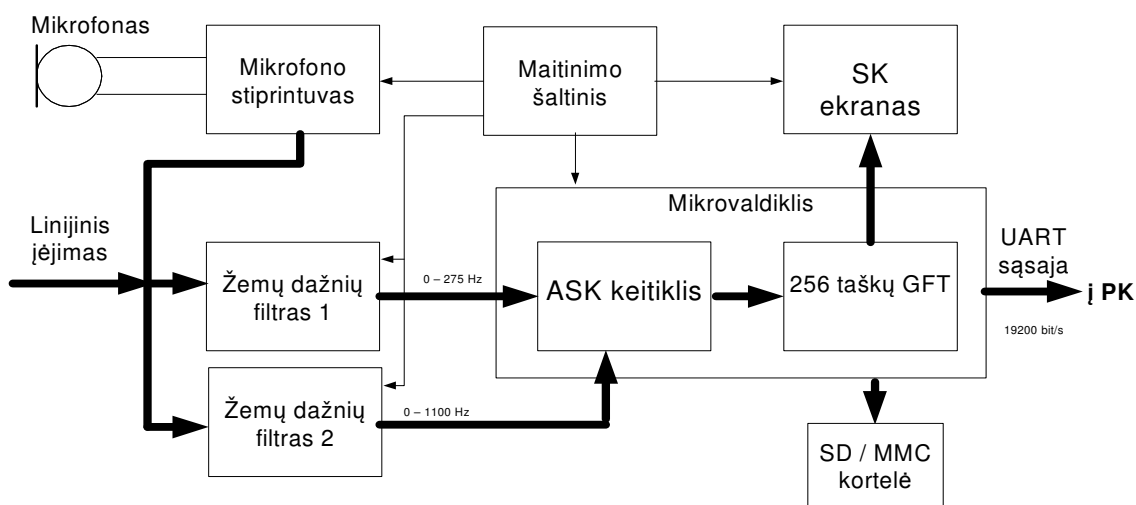 Mikrofonas
Mikrofono
stiprintuvas
Maitinimo
šaltinis
SK
ekranas
Mikrovaldiklis
Linijinis
įėjimas
Žemų dažnių
filtras 1
0 – 275 Hz
ASK keitiklis
256 taškų GFT
UART
sąsaja
į PK
19200 bit/s
Žemų dažnių
filtras 2
0 – 1100 Hz
SD / MMC
kortelė